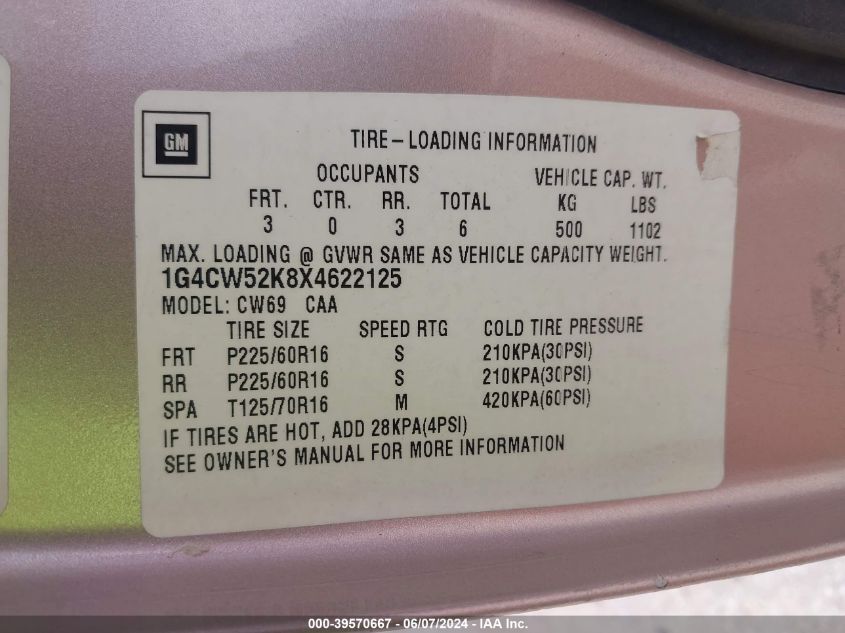 GM
TIRE-LOADING INFORMATION
OCCUPANTS VEHICLE CAP. WT.
FRT. CTR. RR. TOTAL KG LBS
3 0 3 6 500 1102
MAX. LOADING @ GVWR SAME AS VEHICLE CAPACITY WEIGHT.
1G4CW52K8X4622125
MODEL: CW69 CAA
TIRE SIZE SPEED RTG COLD TIRE PRESSURE
FRT P225/60R16 S 210KPA(30PSI)
RR P225/60R16 S 210KPA(30PSI)
SPA T125/70R16 M 420KPA(60PSI)
IF TIRES ARE HOT, ADD 28KPA(4PSI)
SEE OWNER'S MANUAL FOR MORE INFORMATION
000-39570667 - 06/07/2024 - IAA Inc.